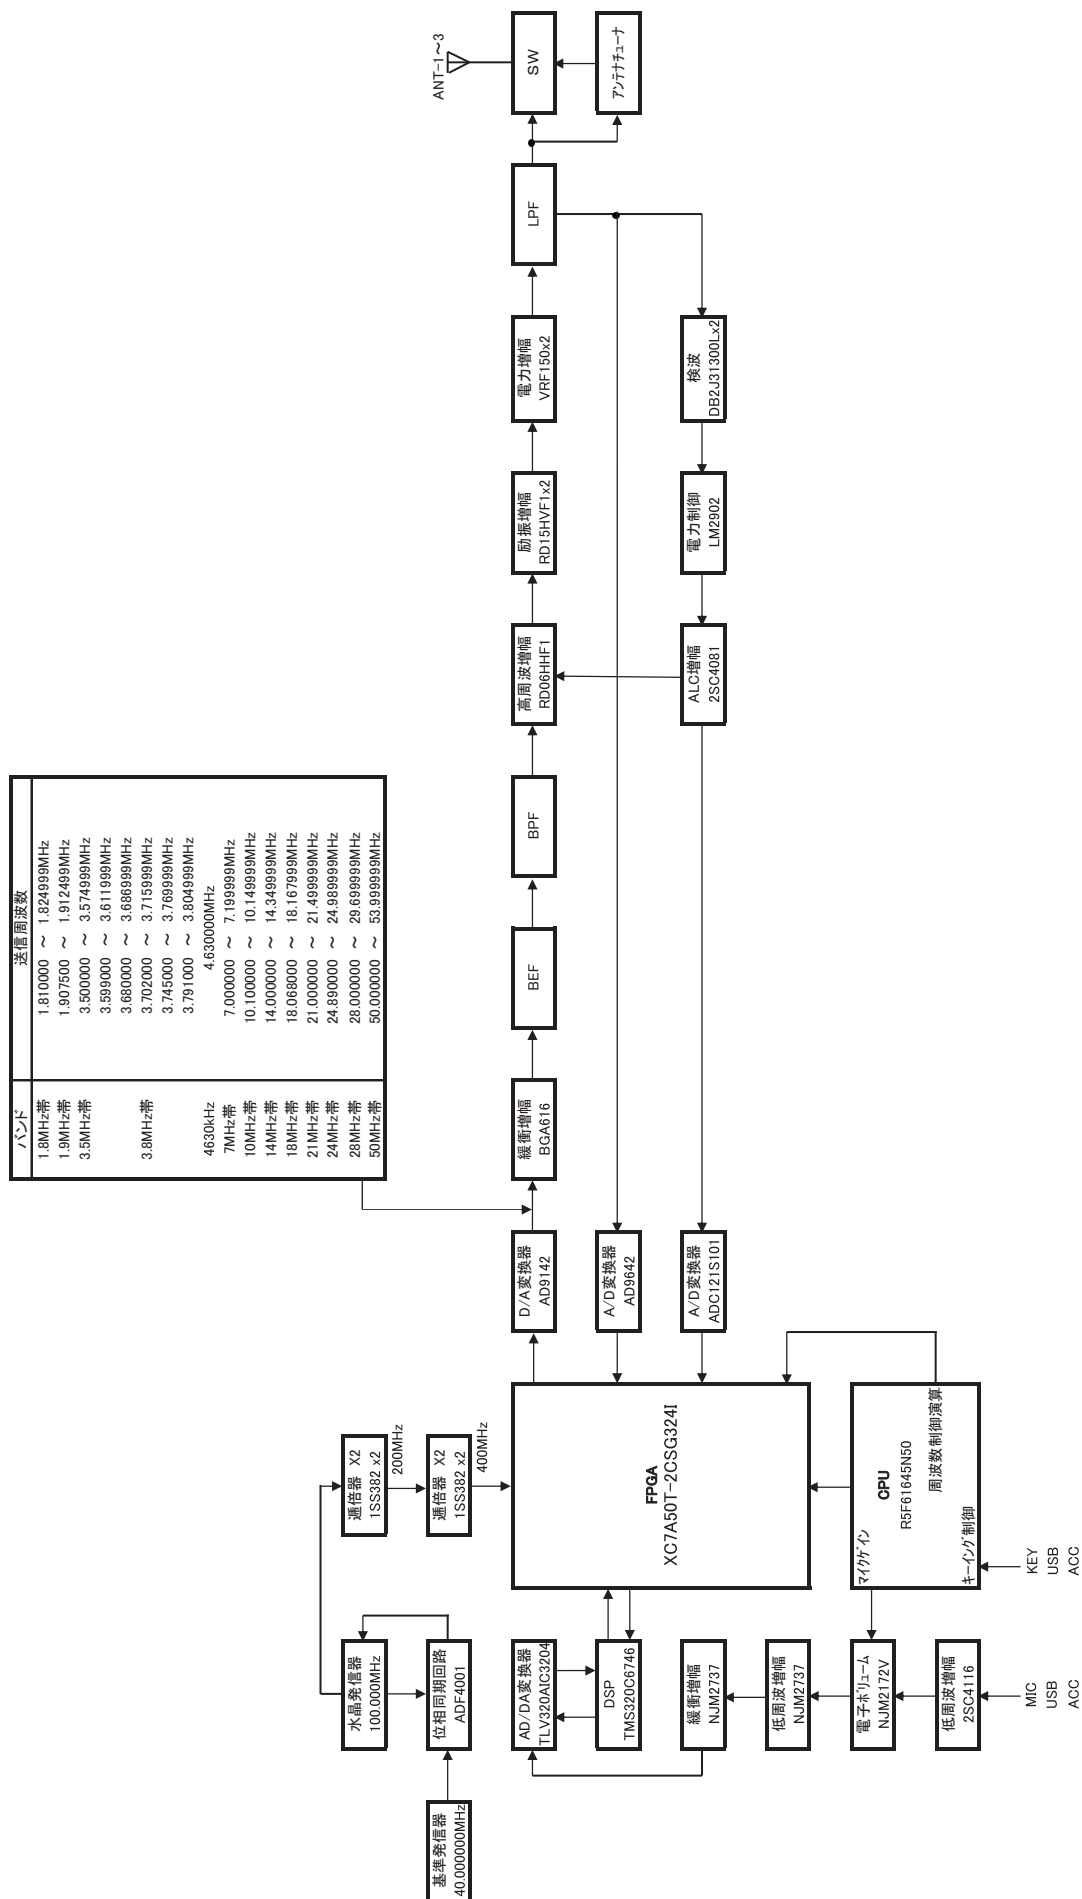 バンド
送信周波数
1.8MHz帯 1.810000 ～ 1.824999MHz
1.9MHz帯 1.907500 ～ 1.912499MHz
3.5MHz帯 3.500000 ～ 3.574999MHz
3.599000 ～ 3.611999MHz
3.680000 ～ 3.686999MHz
3.8MHz帯 3.702000 ～ 3.715999MHz
3.745000 ～ 3.769999MHz
3.791000 ～ 3.804999MHz
4630kHz 4.630000MHz
7MHz帯 7.000000 ～ 7.199999MHz
10MHz帯 10.100000 ～ 10.149999MHz
14MHz帯 14.000000 ～ 14.349999MHz
18MHz帯 18.068000 ～ 18.167999MHz
21MHz帯 21.000000 ～ 21.499999MHz
24MHz帯 24.890000 ～ 24.989999MHz
28MHz帯 28.000000 ～ 29.699999MHz
50MHz帯 50.000000 ～ 53.999999MHz
水晶発信器
100.000MHz
逓倍器 X2
1SS382 x2
200MHz
基準発信器
40.000000MHz
位相同期回路
ADF4001
逓倍器 X2
1SS382 x2
400MHz
ANT-1～3
AD/DA変換器
TLV320AIC3204
DSP
TMS320C6746
FPGA
XC7A50T-2CSG324I
D/A変換器
AD9142
緩衝増幅
BGA616
BEF
BPF
高周波増幅
RD06HHF1
励振増幅
RD15HVF1x2
電力増幅
VRF150x2
LPF
SW
アンテナチューナ
A/D変換器
AD9642
緩衝増幅
NJM2737
A/D変換器
ADC121S101
ALC増幅
2SC4081
電力制御
LM2902
検波
DB2J31300Lx2
低周波増幅
NJM2737
電子ボリューム
NJM2172V
マイクゲイン
CPU
R5F61645N50
周波数制御演算
キーイング制御
低周波増幅
2SC4116
MIC
USB
ACC
KEY
USB
ACC